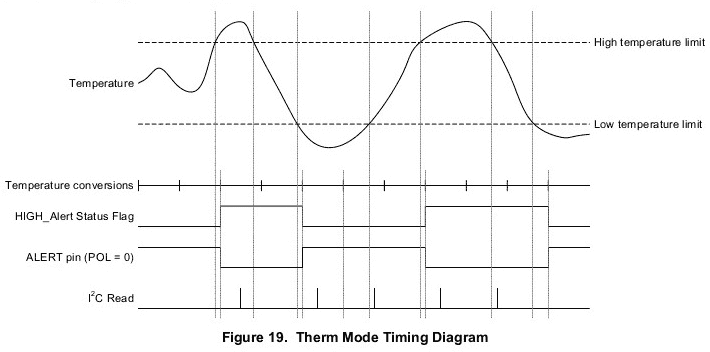 High temperature limit
Temperature
Low temperature limit
Temperature conversions
HIGH_Alert Status Flag
ALERT pin (POL = 0)
I²C Read
Figure 19. Therm Mode Timing Diagram